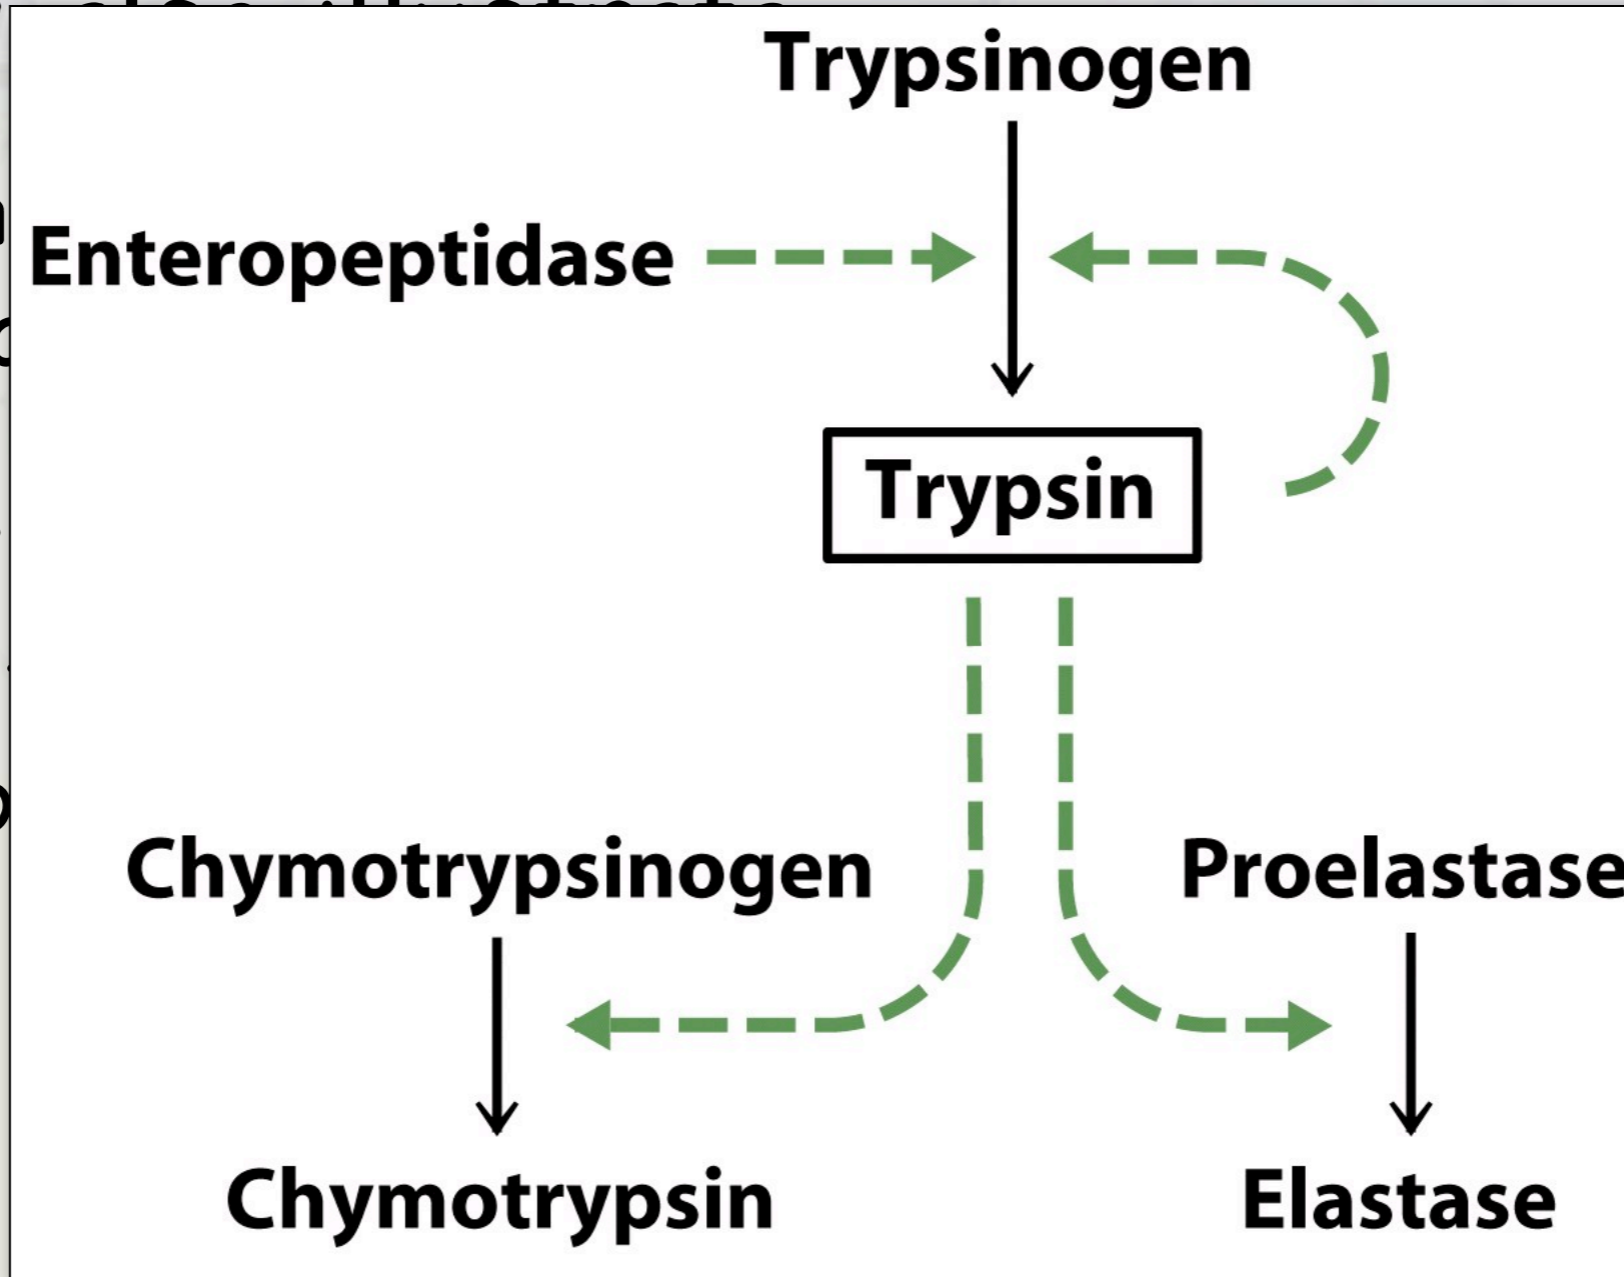 Trypsinogen
Enteropeptidase
Trypsin
Chymotrypsinogen
Proelastase
Chymotrypsin
Elastase